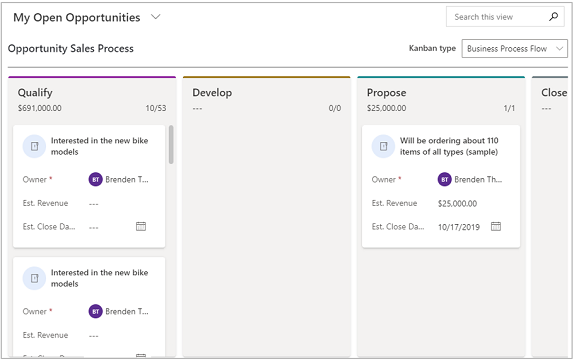 My Open Opportunities
Search this view
Opportunity Sales Process
Kanban type
Business Process Flow
Qualify
$691,000.00
10/53
Interested in the new bike
models
Owner *
BT
Brenden T...
Est. Revenue
---
Est. Close Da...
---
Interested in the new bike
models
Owner *
BT
Brenden T...
Est. Revenue
---
Develop
---
0/0
Propose
$25,000.00
1/1
Will be ordering about 110
items of all types (sample)
Owner *
BT
Brenden Th...
Est. Revenue
$25,000.00
Est. Close Da...
10/17/2019
Close
---